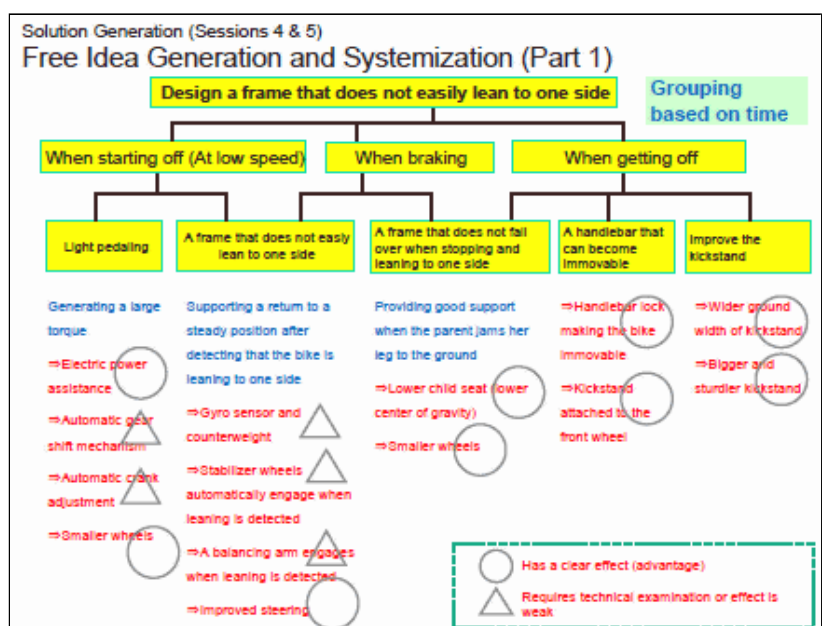 Solution Generation (Sessions 4 & 5)
Free Idea Generation and Systemization (Part 1)
Design a frame that does not easily lean to one side
Grouping
based on time
When starting off (At low speed)
When braking
When getting off
Light pedaling
A frame that does not easily
lean to one side
A frame that does not fall
over when stopping and
leaning to one side
A handlebar that
can become
immovable
Improve the
kickstand
Generating a large
torque
⇒Electric power
assistance
⇒Automatic gear
shift mechanism
⇒Automatic crank
adjustment
⇒Smaller wheels
Supporting a return to a
steady position after
detecting that the bike is
leaning to one side
⇒Gyro sensor and
counterweight
⇒Stabilizer wheels
automatically engage when
leaning is detected
⇒A balancing arm engages
when leaning is detected
⇒Improved steering
Providing good support
when the parent jams her
leg to the ground
⇒Lower child seat (lower
center of gravity)
⇒Smaller wheels
⇒Handlebar lock
making the bike
immovable
⇒Kickstand
attached to the
front wheel
⇒Wider ground
width of kickstand
⇒Bigger and
sturdier kickstand
Has a clear effect (advantage)
Requires technical examination or effect is
weak